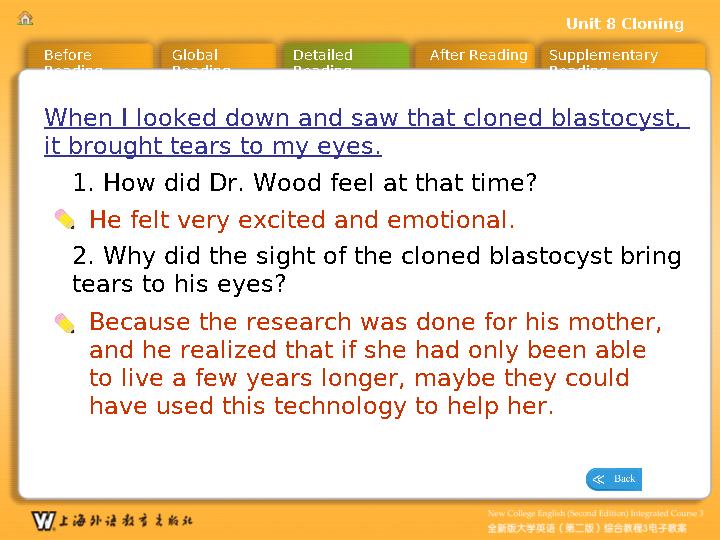 Unit 8 Cloning
Before Reading
Global Reading
Detailed Reading
After Reading
Supplementary Reading
When I looked down and saw that cloned blastocyst,
it brought tears to my eyes.
1. How did Dr. Wood feel at that time?
He felt very excited and emotional.
2. Why did the sight of the cloned blastocyst bring
tears to his eyes?
Because the research was done for his mother,
and he realized that if she had only been able
to live a few years longer, maybe they could
have used this technology to help her.
Back
上海外语教育出版社
New College English (Second Edition) Integrated Course 3
全新版大学英语（第二版）综合教程3电子教案